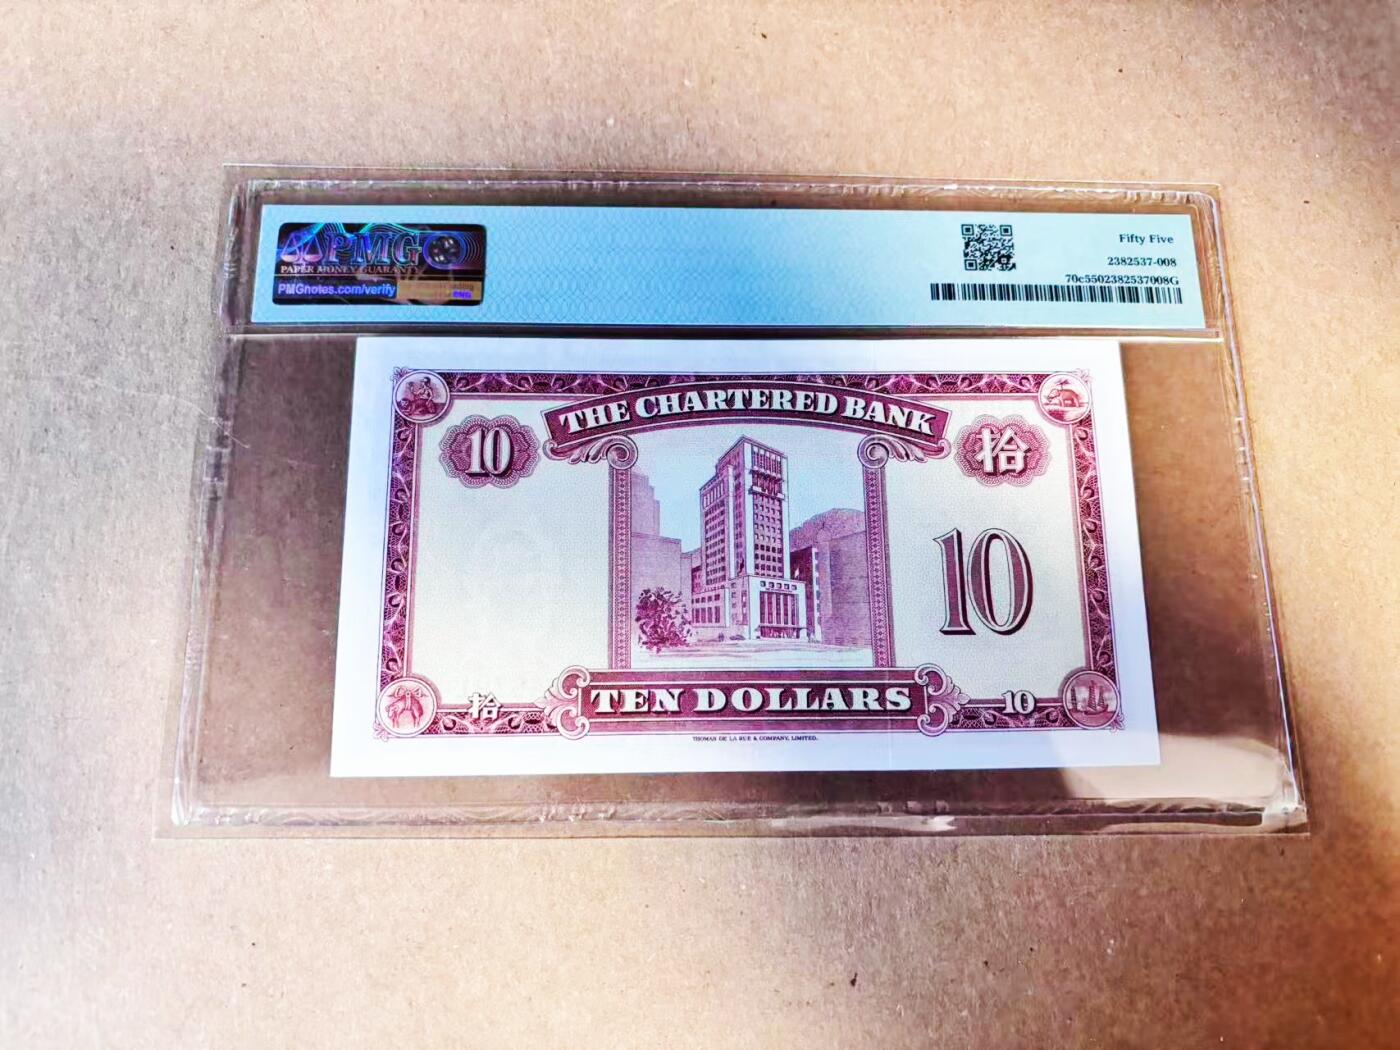 PMG
PAPER MONEY GUARANTY
PMGnotes.com/verify
Fifty Five
2382537-008
70c5502382537008G
THE CHARTERED BANK
10
拾
10
TEN DOLLARS
拾
10
THOMAS DE LA RUE & COMPANY, LIMITED.